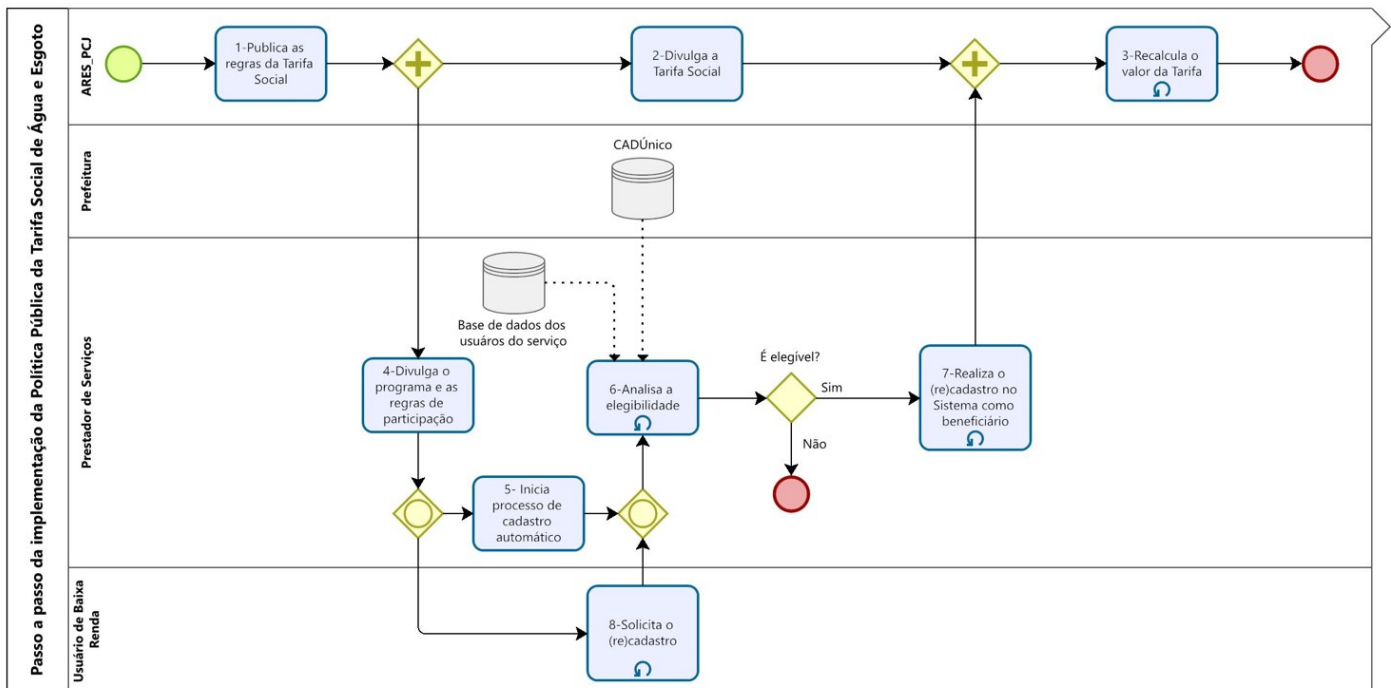 Passo a passo da implementação da Política Pública da Tarifa Social de Água e Esgoto
ARES_PCJ
1-Publica as
regras da Tarifa
Social
2-Divulga a
Tarifa Social
3-Recalcula o
valor da Tarifa
Prefeitura
CADÚnico
Prestador de Serviços
Base de dados dos
usuáros do serviço
4-Divulga o
programa e as
regras de
participação
6-Analisa a
elegibilidade
É elegível?
Sim
Não
7-Realiza o
(re)cadastro no
Sistema como
beneficiário
5- Inicia
processo de
cadastro
automático
Usuário de Baixa
Renda
8-Solicita o
(re)cadastro